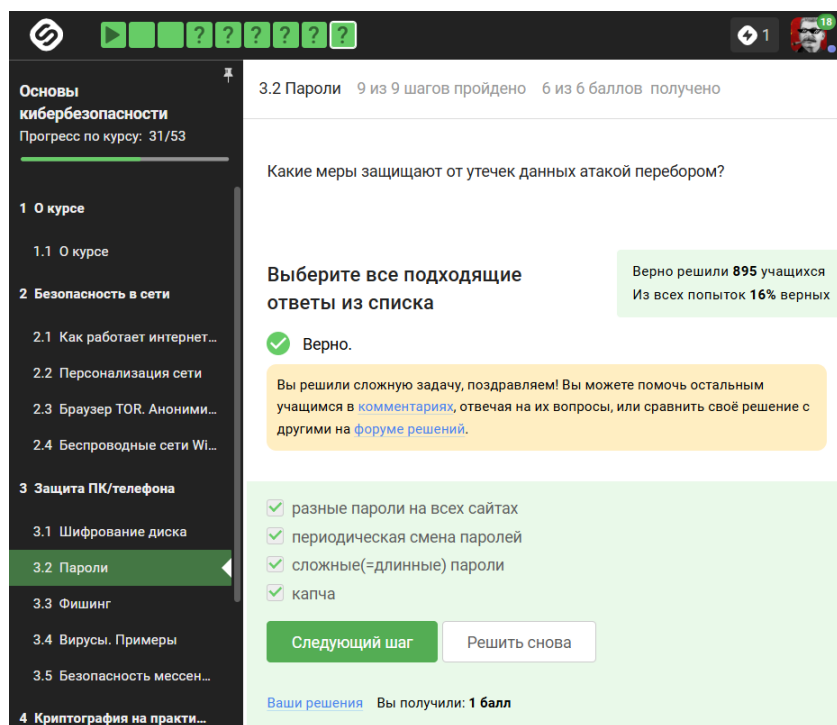 ? ? ? ? ? ?
1
18
Основы
кибербезопасности
Прогресс по курсу: 31/53
1 О курсе
1.1 О курсе
2 Безопасность в сети
2.1 Как работает интернет...
2.2 Персонализация сети
2.3 Браузер TOR. Аноними...
2.4 Беспроводные сети Wi...
3 Защита ПК/телефона
3.1 Шифрование диска
3.2 Пароли
3.3 Фишинг
3.4 Вирусы. Примеры
3.5 Безопасность мессен...
4 Криптография на практи...
3.2 Пароли 9 из 9 шагов пройдено 6 из 6 баллов получено
Какие меры защищают от утечек данных атакой перебором?
Выберите все подходящие
ответы из списка
Верно решили 895 учащихся
Из всех попыток 16% верных
Верно.
Вы решили сложную задачу, поздравляем! Вы можете помочь остальным
учащимся в комментариях, отвечая на их вопросы, или сравнить своё решение с
другими на форуме решений.
разные пароли на всех сайтах
периодическая смена паролей
сложные(=длинные) пароли
капча
Следующий шаг
Решить снова
Ваши решения Вы получили: 1 балл